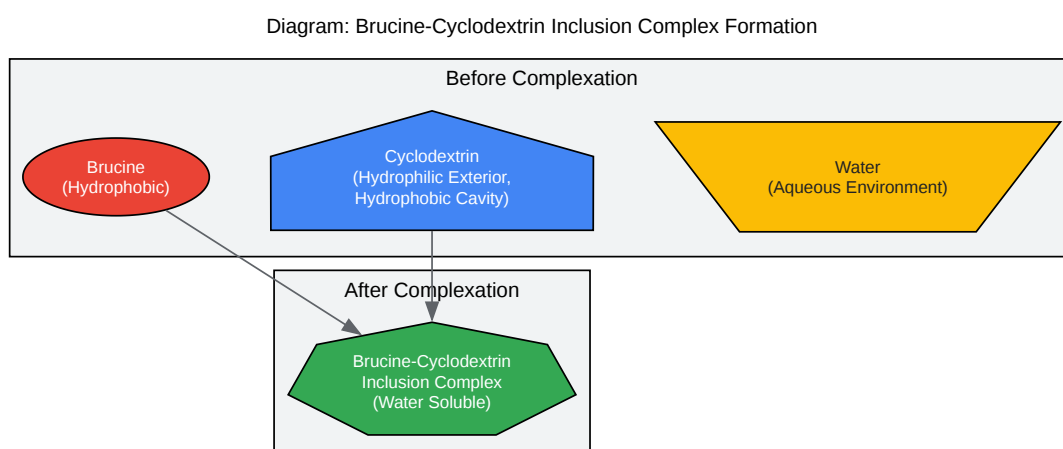 Diagram: Brucine-Cyclodextrin Inclusion Complex Formation
Before Complexation
Brucine
(Hydrophobic)
Cyclodextrin
(Hydrophilic Exterior,
Hydrophobic Cavity)
Water
(Aqueous Environment)
After Complexation
Brucine-Cyclodextrin
Inclusion Complex
(Water Soluble)